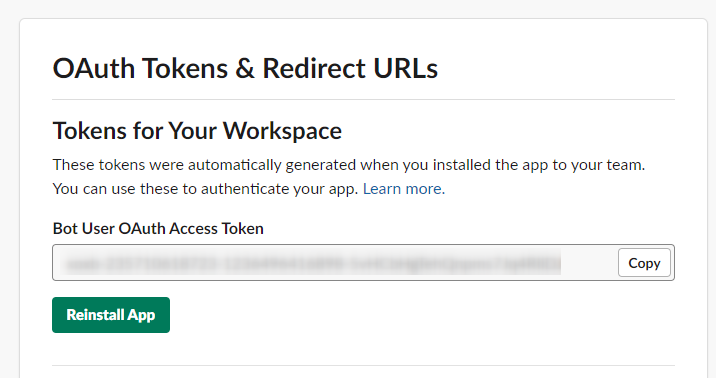 OAuth Tokens & Redirect URLs
Tokens for Your Workspace
These tokens were automatically generated when you installed the app to your team.
You can use these to authenticate your app. Learn more.
Bot User OAuth Access Token
Copy
Reinstall App